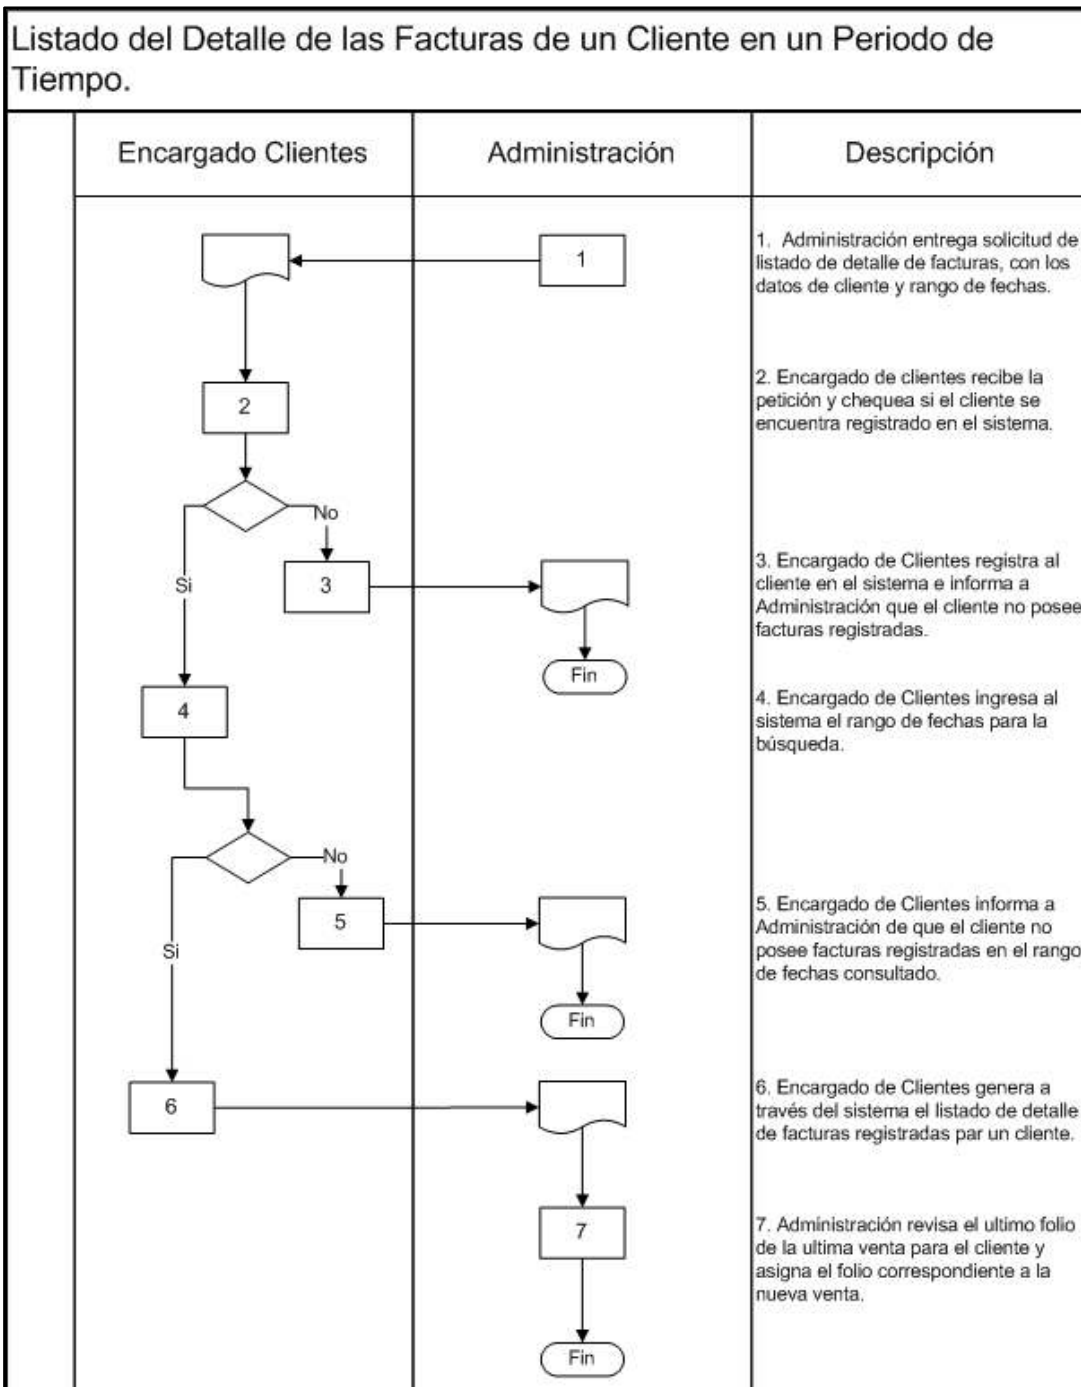 Listado del Detalle de las Facturas de un Cliente en un Periodo de
Tiempo.
Encargado Clientes
Administración
Descripción
1
1. Administración entrega solicitud de
listado de detalle de facturas, con los
datos de cliente y rango de fechas.
2
2. Encargado de clientes recibe la
petición y chequea si el cliente se
encuentra registrado en el sistema.
No
Si
3
3. Encargado de Clientes registra al
cliente en el sistema e informa a
Administración que el cliente no posee
facturas registradas.
Fin
4
4. Encargado de Clientes ingresa al
sistema el rango de fechas para la
búsqueda.
No
Si
5
5. Encargado de Clientes informa a
Administración de que el cliente no
posee facturas registradas en el rango
de fechas consultado.
Fin
6
6. Encargado de Clientes genera a
través del sistema el listado de detalle
de facturas registradas par un cliente.
7
7. Administración revisa el ultimo folio
de la ultima venta para el cliente y
asigna el folio correspondiente a la
nueva venta.
Fin